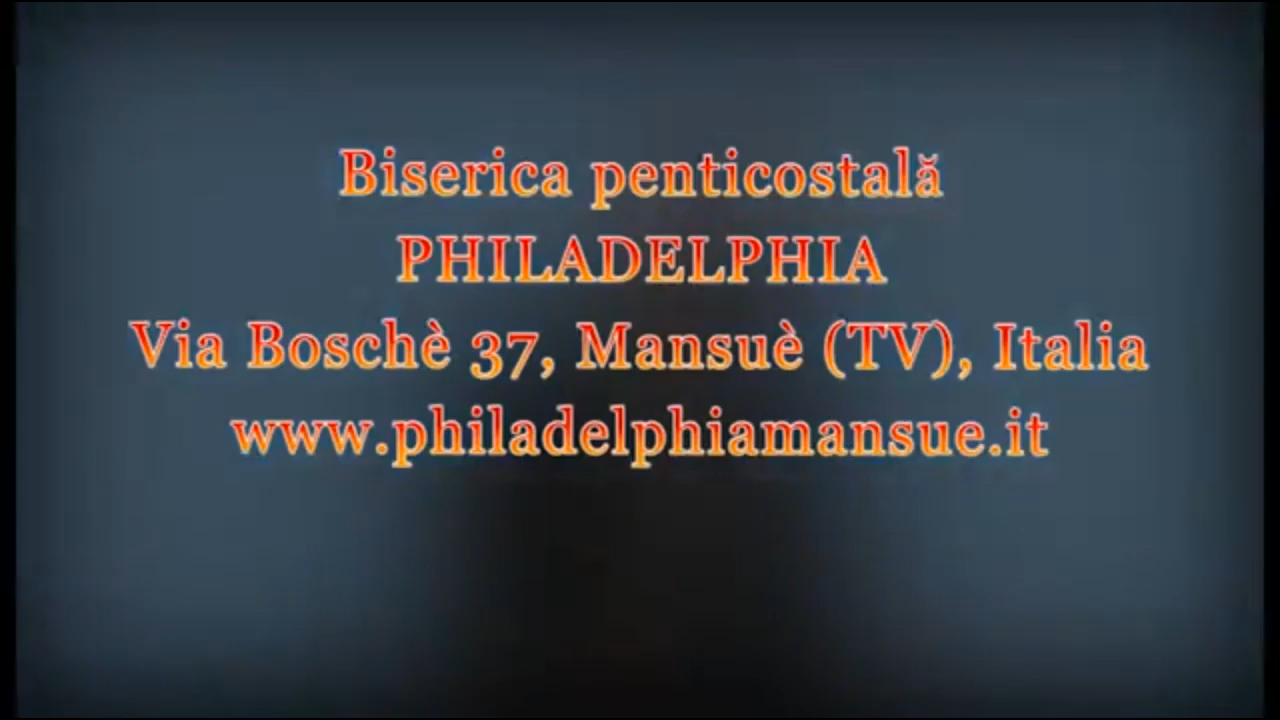 Biserica penticostală
PHILADELPHIA
Via Boschè 37, Mansuè (TV), Italia
www.philadelphiamansue.it